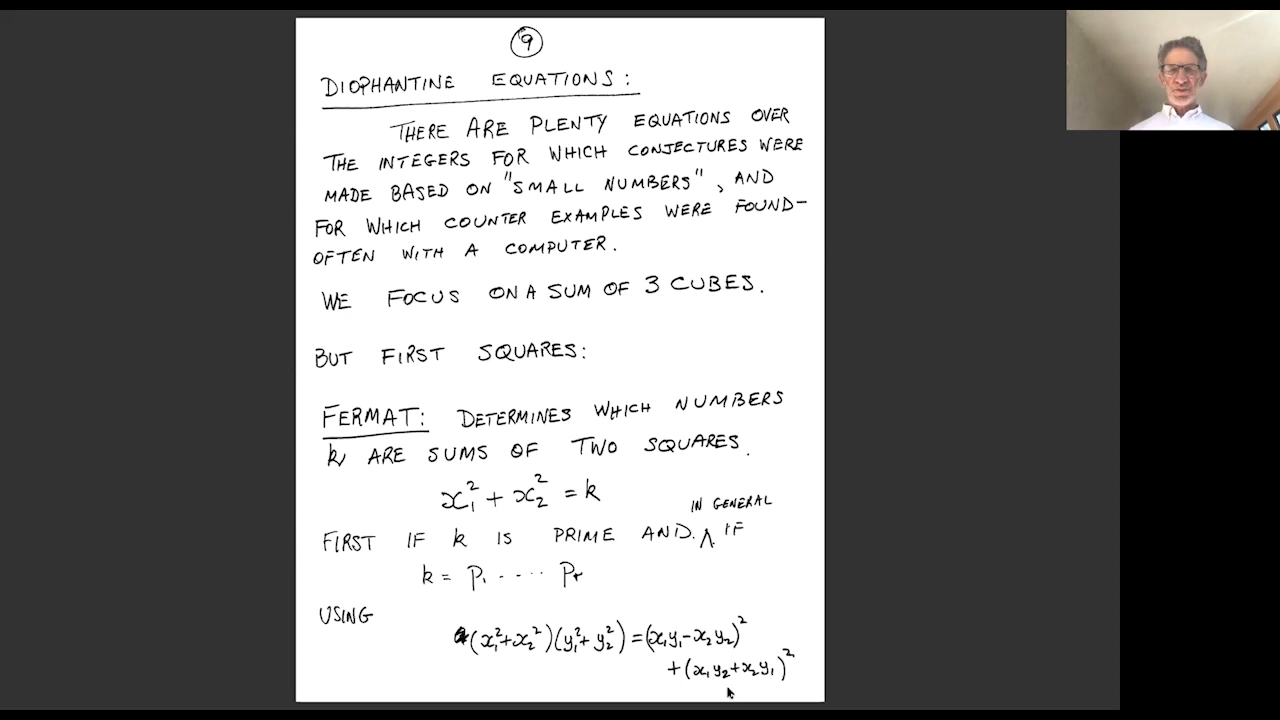 9
DIOPHANTINE EQUATIONS:
THERE ARE PLENTY EQUATIONS OVER
THE INTEGERS FOR WHICH CONJECTURES WERE
MADE BASED ON "SMALL NUMBERS", AND
FOR WHICH COUNTER EXAMPLES WERE FOUND-
OFTEN WITH A COMPUTER.
WE FOCUS ON A SUM OF 3 CUBES.
BUT FIRST SQUARES:
FERMAT: DETERMINES WHICH NUMBERS
k ARE SUMS OF TWO SQUARES.
x₁² + x₂² = k
IN GENERAL
FIRST IF k IS PRIME AND. ∧ IF
k = p₁ ..... pᵣ
USING
(x₁²+x₂²)(y₁²+y₂²) = (x₁y₁-x₂y₂)²
+(x₁y₂+x₂y₁)²